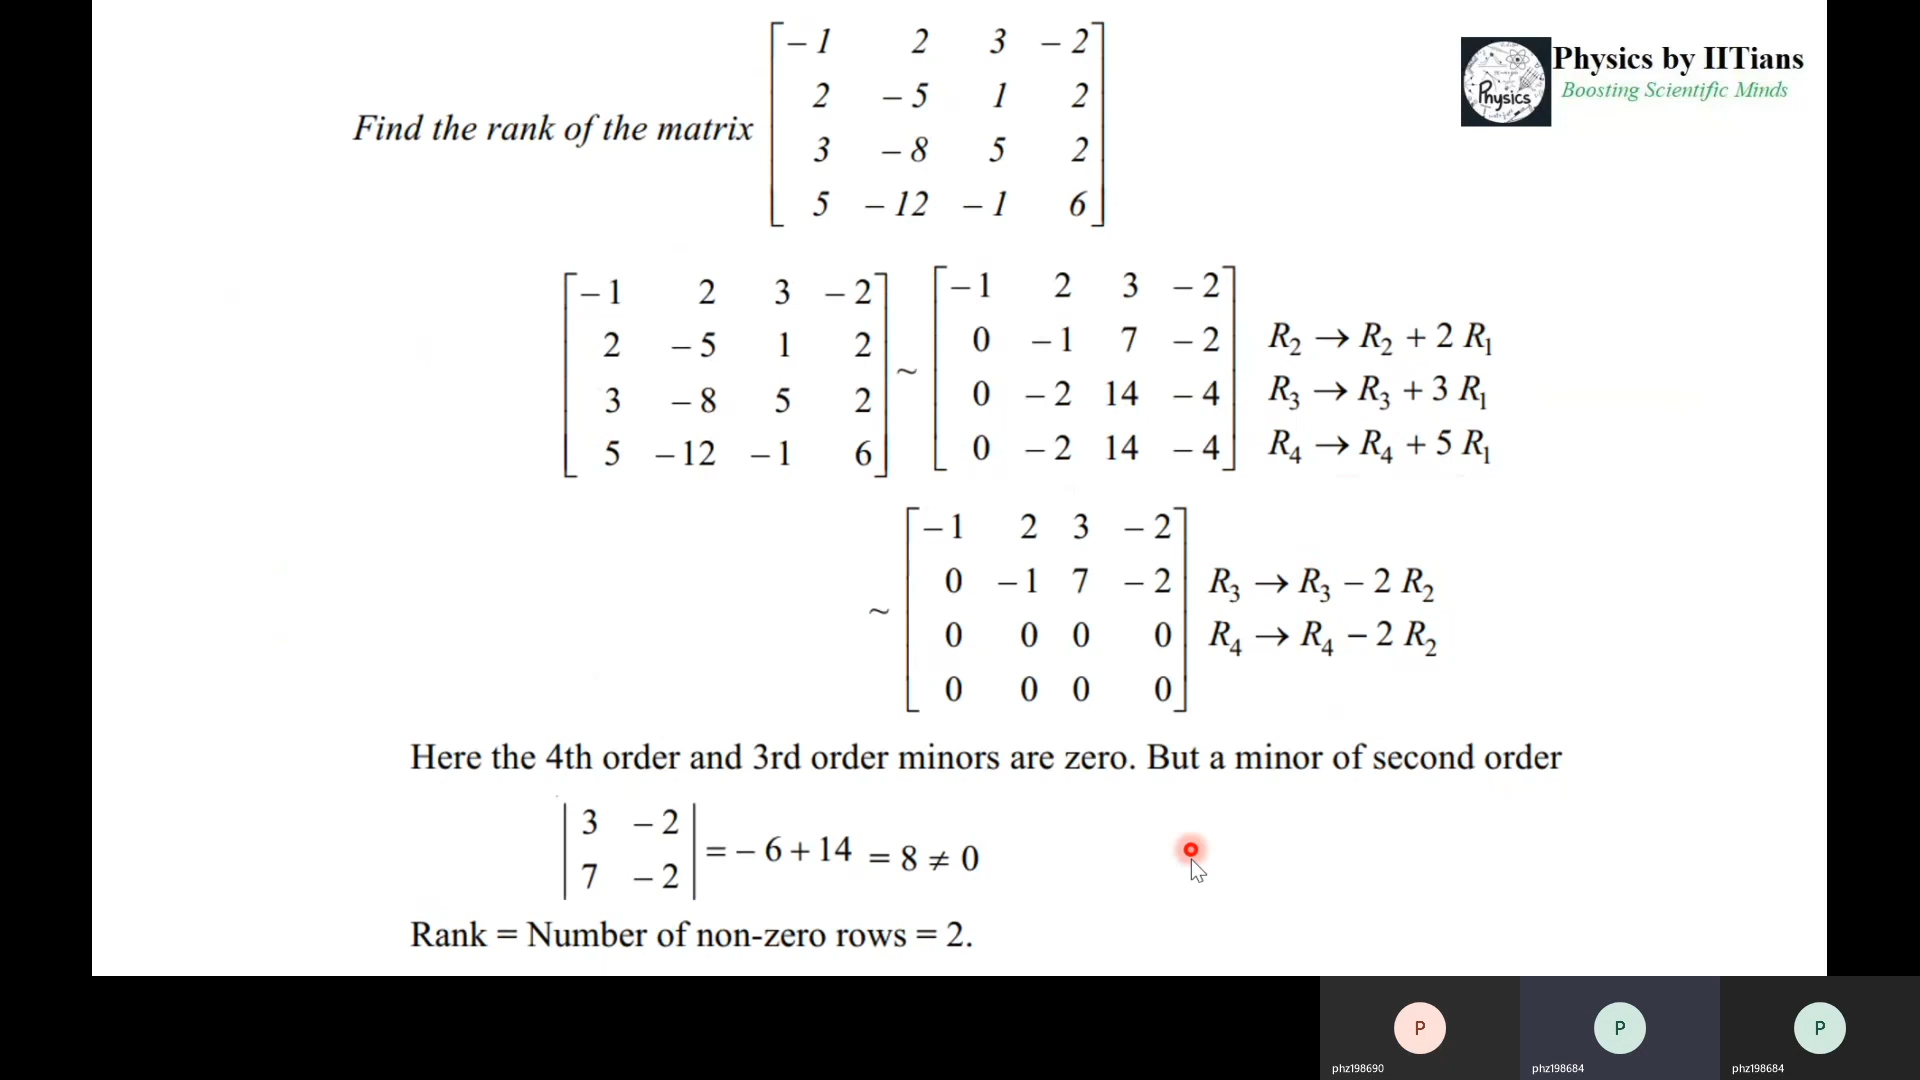 Find the rank of the matrix
[ – 1 2 3 – 2 ]
[ 2 – 5 1 2 ]
[ 3 – 8 5 2 ]
[ 5 – 12 – 1 6 ]
Physics
Physics by IITians
Boosting Scientific Minds
[ – 1 2 3 – 2 ] [ – 1 2 3 – 2 ]
[ 2 – 5 1 2 ] [ 0 – 1 7 – 2 ] R₂ → R₂ + 2 R₁
[ 3 – 8 5 2 ] ~ [ 0 – 2 14 – 4 ] R₃ → R₃ + 3 R₁
[ 5 – 12 – 1 6 ] [ 0 – 2 14 – 4 ] R₄ → R₄ + 5 R₁
[ – 1 2 3 – 2 ]
[ 0 – 1 7 – 2 ] R₃ → R₃ – 2 R₂
~ [ 0 0 0 0 ] R₄ → R₄ – 2 R₂
[ 0 0 0 0 ]
Here the 4th order and 3rd order minors are zero. But a minor of second order
| 3 – 2 |
| 7 – 2 | = – 6 + 14 = 8 ≠ 0
Rank = Number of non-zero rows = 2.
P P P
phz198690 phz198684 phz198684